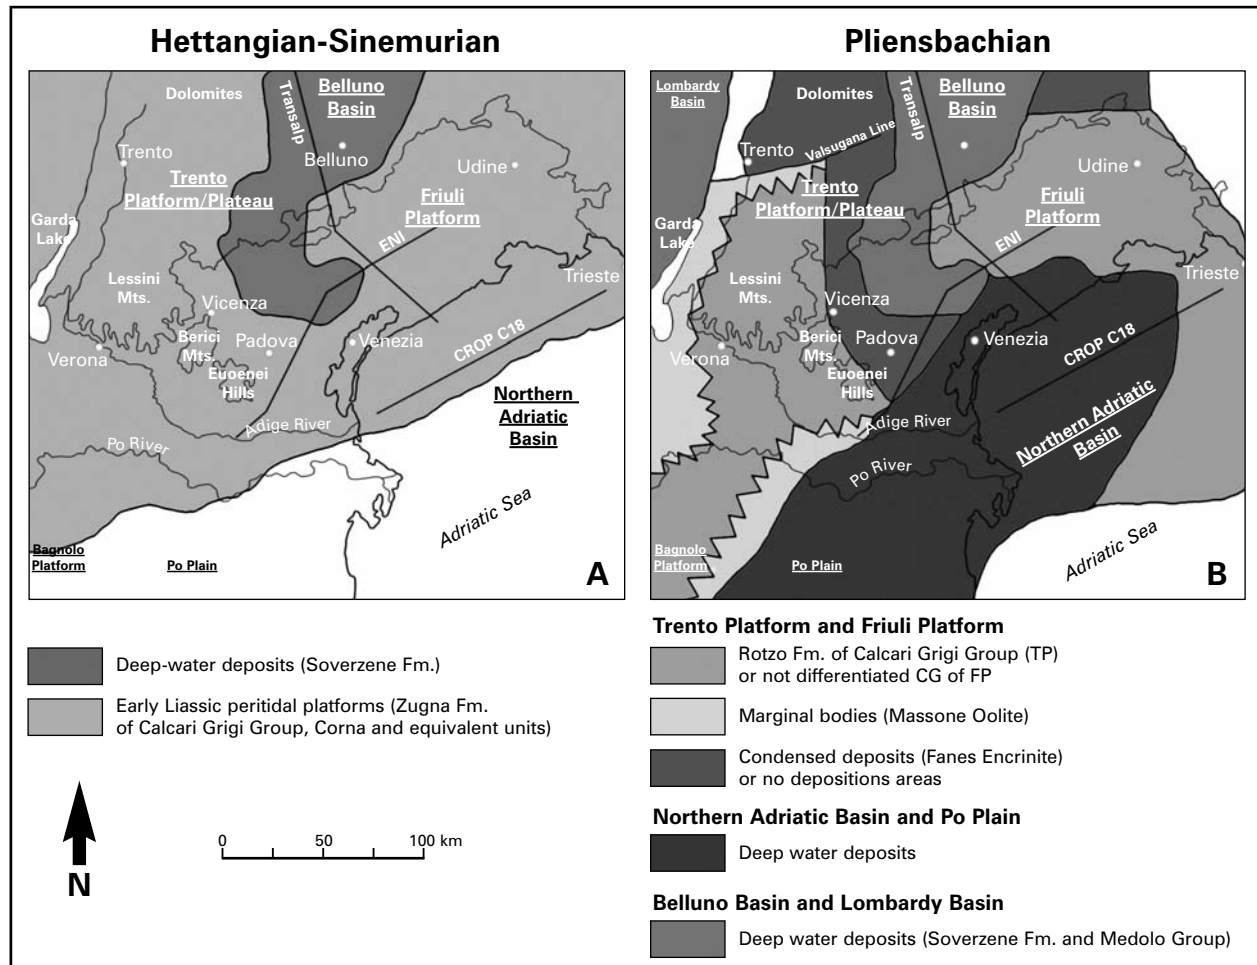 Hettangian-Sinemurian
Dolomites
Transalp
Belluno
Basin
Trento
Belluno
Udine
Trento
Platform/Plateau
Friuli
Platform
Garda
Lake
ENI
Lessini
Mts.
Trieste
Vicenza
Berici
Mts.
Padova
Venezia
Verona
CROP C18
Euoenei
Hills
Northern
Adriatic
Basin
Adige River
Po River
Adriatic Sea
Bagnolo
Platform
Po Plain
A
Pliensbachian
Lombardy
Basin
Dolomites
Transalp
Belluno
Basin
Valsugana Line
Trento
Udine
Trento
Platform/Plateau
Friuli
Platform
Garda
Lake
ENI
Lessini
Mts.
Trieste
Vicenza
Berici
Mts.
Padova
Venezia
Verona
CROP C18
Euoenei
Hills
Northern Adriatic
Basin
Adige River
Po River
Adriatic Sea
Bagnolo
Platform
Po Plain
B
Deep-water deposits (Soverzene Fm.)
Early Liassic peritidal platforms (Zugna Fm.
of Calcari Grigi Group, Corna and equivalent units)
N
0 50 100 km
Trento Platform and Friuli Platform
Rotzo Fm. of Calcari Grigi Group (TP)
or not differentiated CG of FP
Marginal bodies (Massone Oolite)
Condensed deposits (Fanes Encrinite)
or no depositions areas
Northern Adriatic Basin and Po Plain
Deep water deposits
Belluno Basin and Lombardy Basin
Deep water deposits (Soverzene Fm. and Medolo Group)